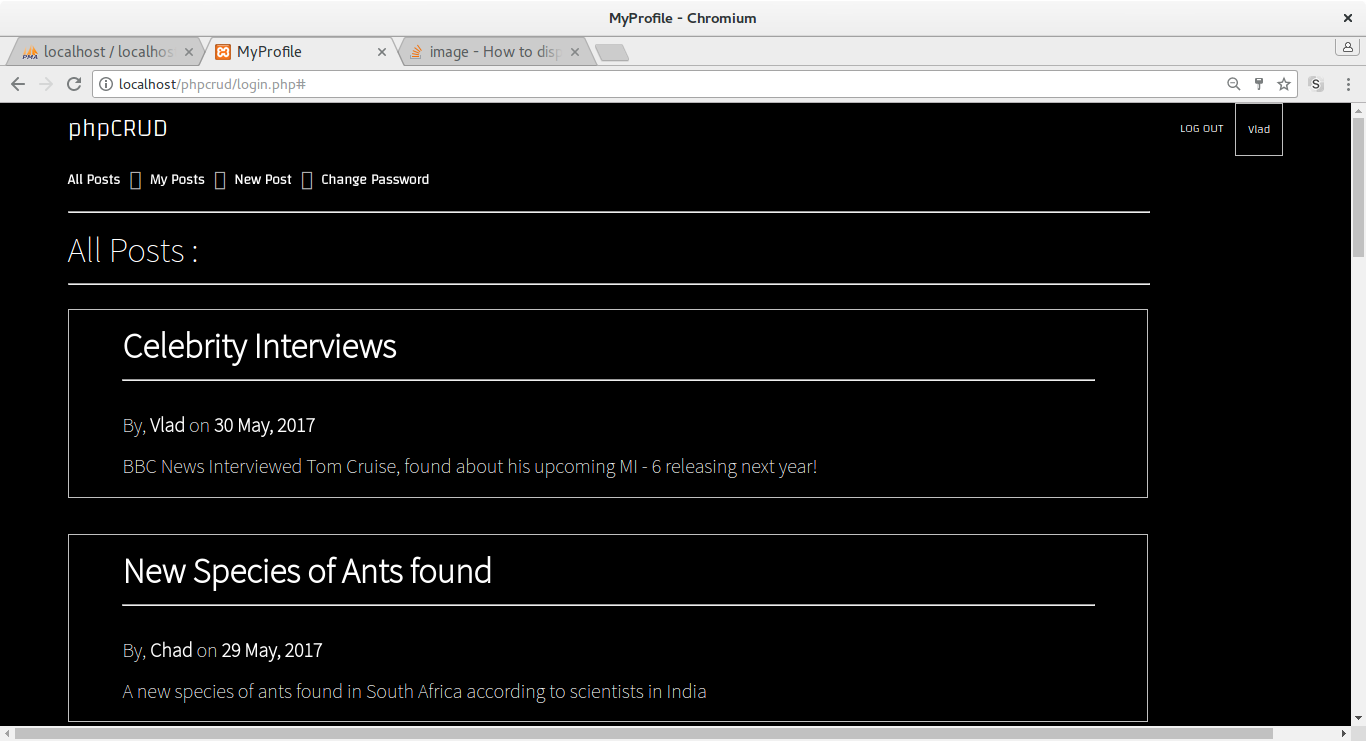 MyProfile - Chromium
localhost / localhos
MyProfile
image - How to disp
localhost/phpcrud/login.php#
S
phpCRUD
LOG OUT
Vlad
All Posts My Posts New Post Change Password
All Posts :
Celebrity Interviews
By, Vlad on 30 May, 2017
BBC News Interviewed Tom Cruise, found about his upcoming MI - 6 releasing next year!
New Species of Ants found
By, Chad on 29 May, 2017
A new species of ants found in South Africa according to scientists in India